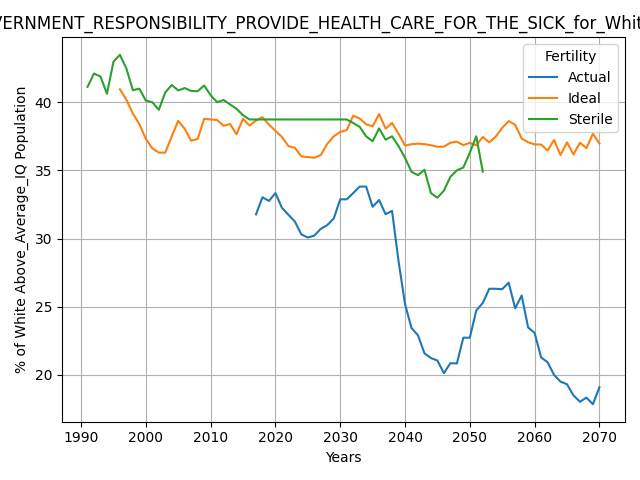 VERNMENT_RESPONSIBILITY_PROVIDE_HEALTH_CARE_FOR_THE_SICK_for_Whit
Fertility
Actual
Ideal
Sterile
% of White Above_Average_IQ Population
40
35
30
25
20
1990 2000 2010 2020 2030 2040 2050 2060 2070
Years